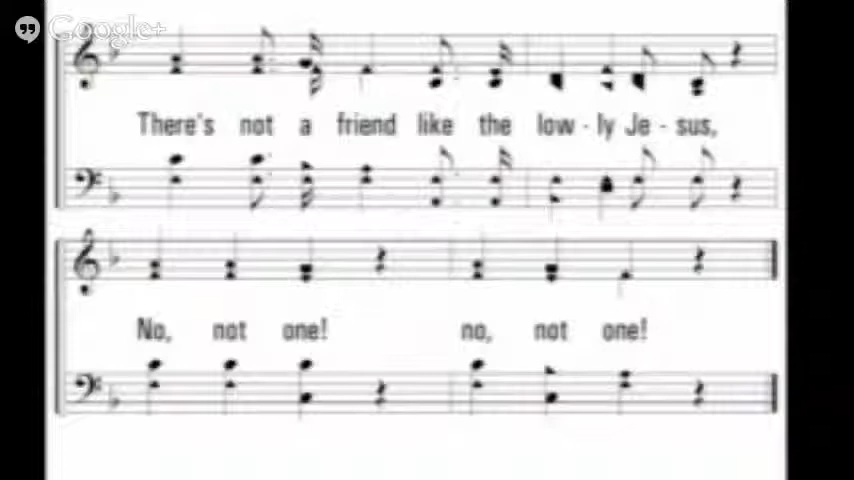 Google+
There's not a friend like the low - ly Je - sus,
No, not one! no, not one!